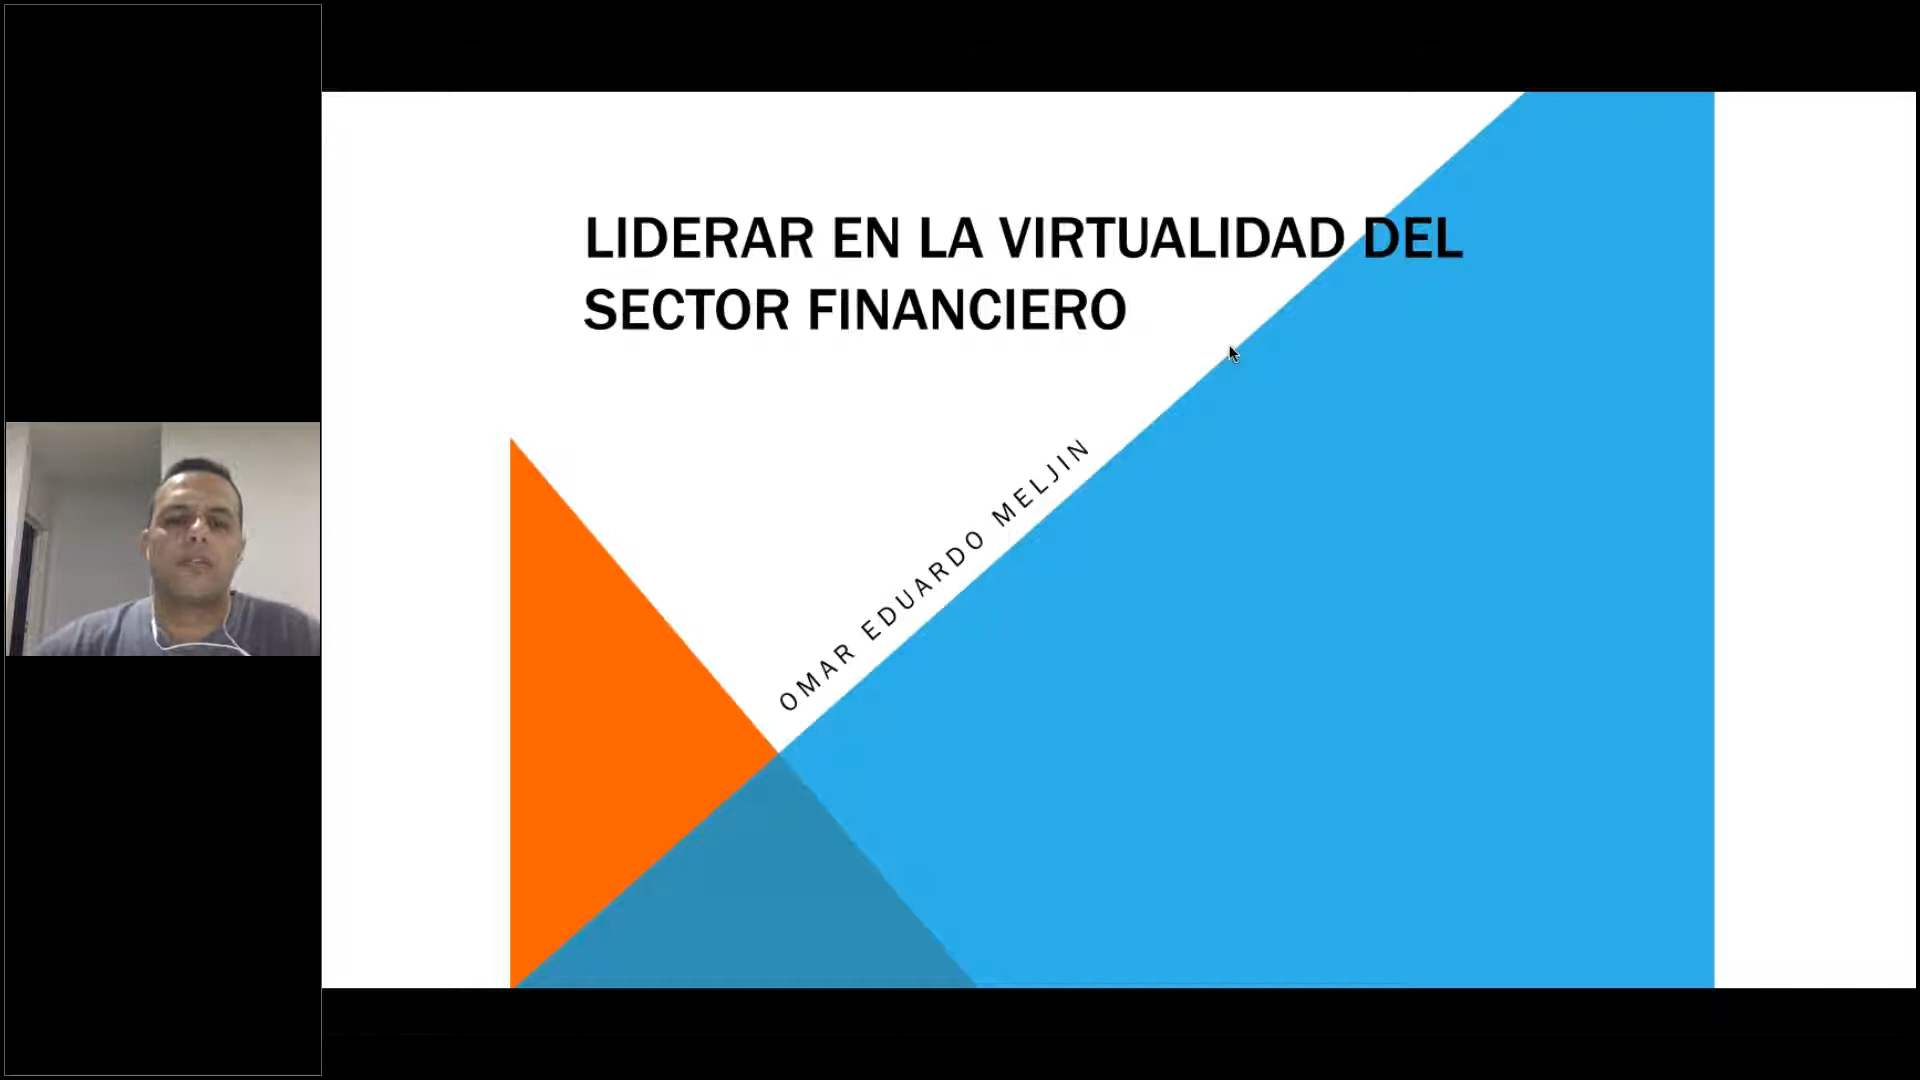 LIDERAR EN LA VIRTUALIDAD DEL
SECTOR FINANCIERO
OMAR EDUARDO MELJIN